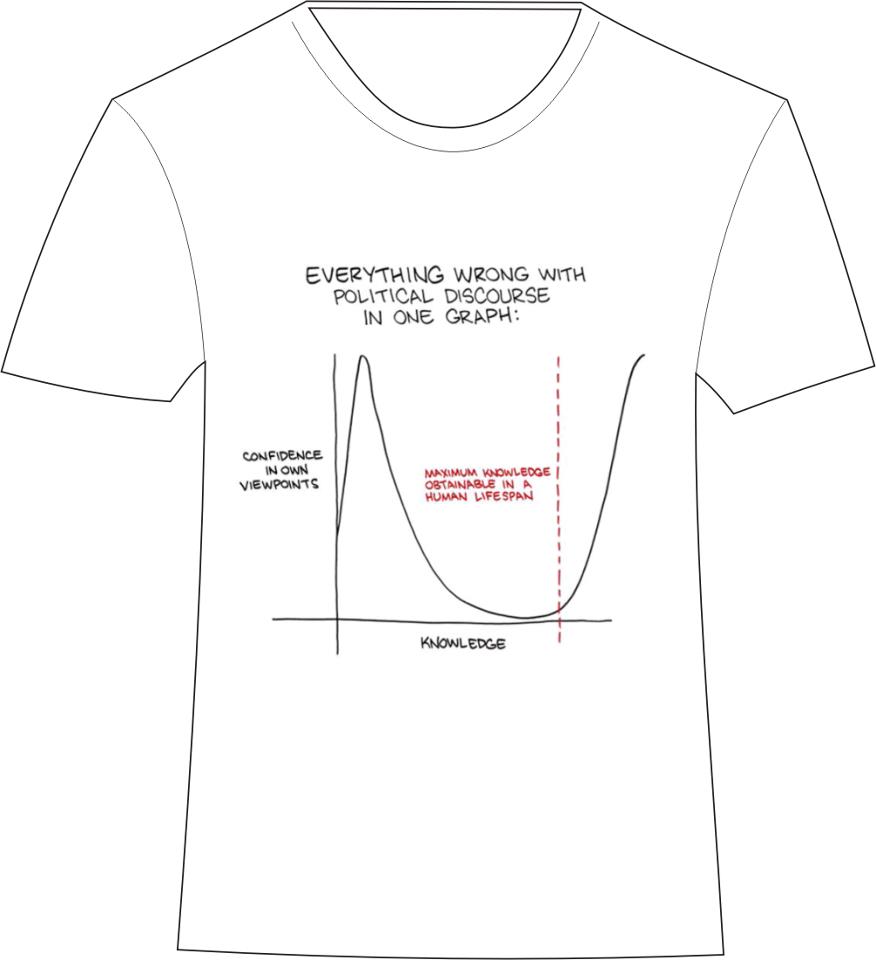 EVERYTHING WRONG WITH
POLITICAL DISCOURSE
IN ONE GRAPH:
CONFIDENCE
IN OWN
VIEWPOINTS
MAXIMUM KNOWLEDGE
OBTAINABLE IN A
HUMAN LIFESPAN
KNOWLEDGE